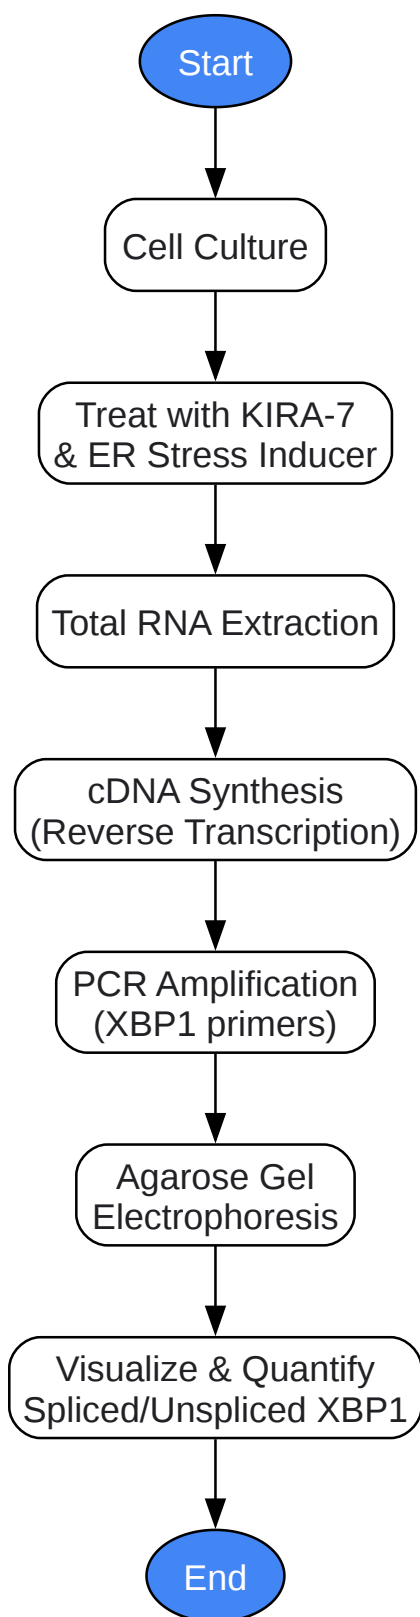 Start
Cell Culture
Treat with KIRA-7
& ER Stress Inducer
Total RNA Extraction
cDNA Synthesis
(Reverse Transcription)
PCR Amplification
(XBP1 primers)
Agarose Gel
Electrophoresis
Visualize & Quantify
Spliced/Unspliced XBP1
End